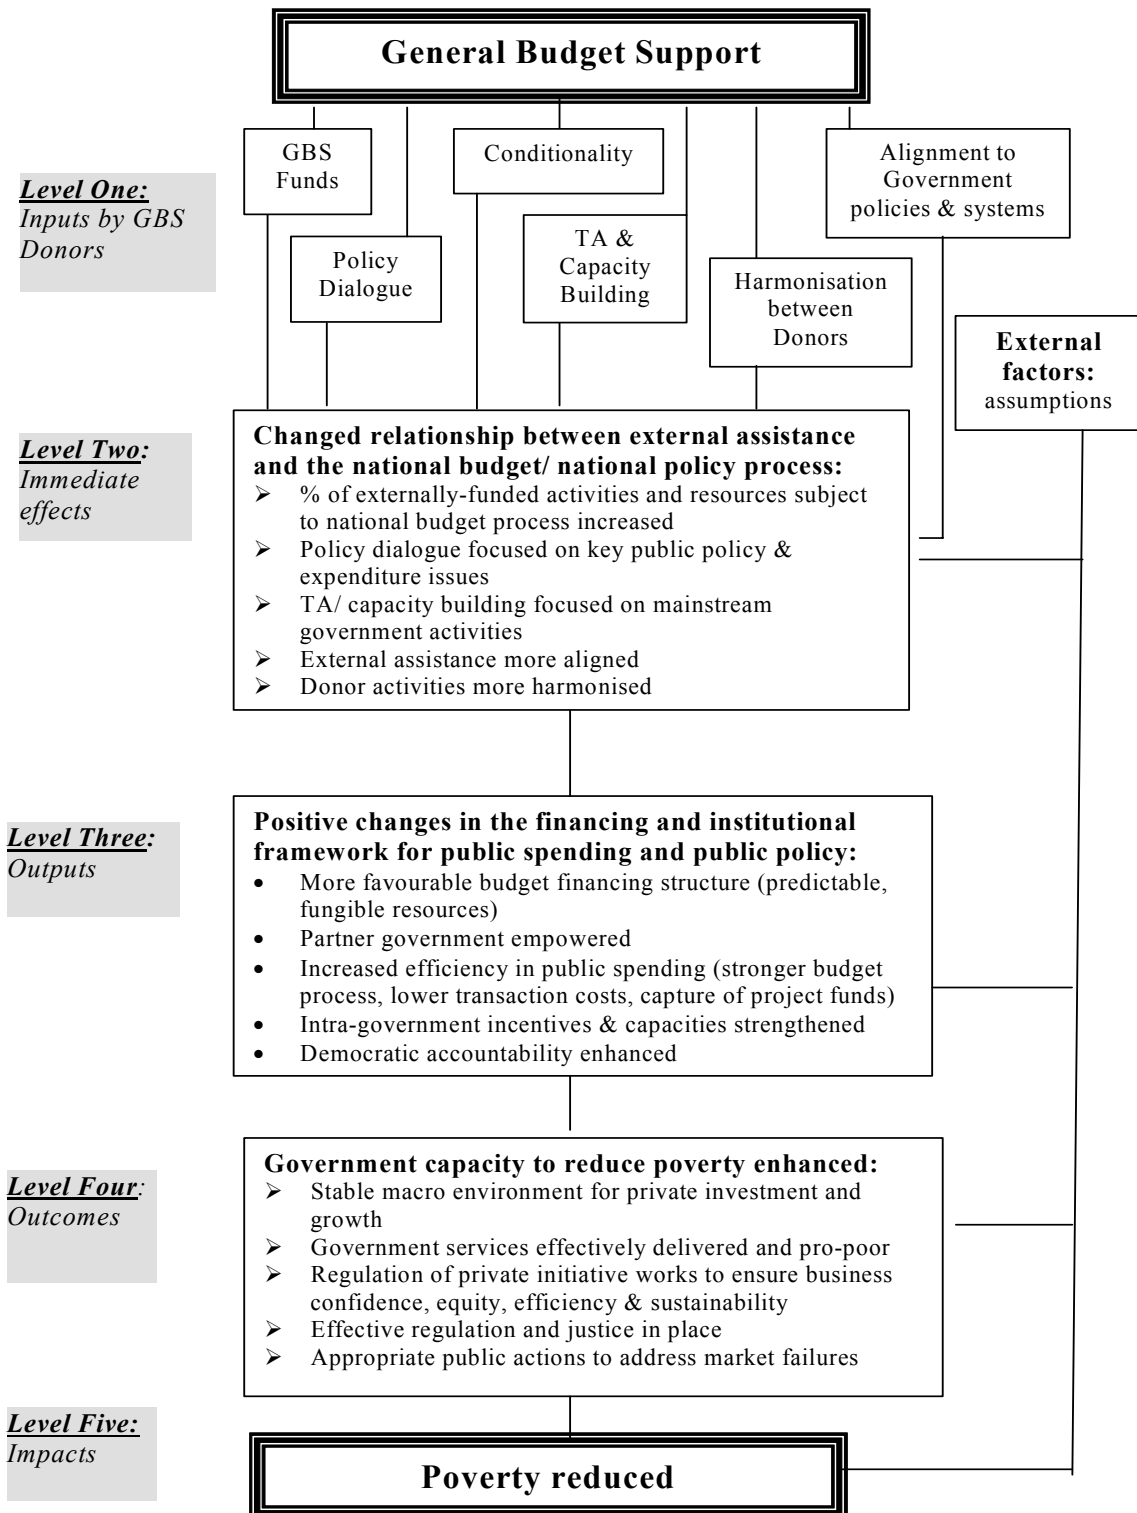 General Budget Support
GBS
Funds
Conditionality
Alignment to
Government
policies & systems
Level One:
Inputs by GBS
Donors
Policy
Dialogue
TA &
Capacity
Building
Harmonisation
between
Donors
External
factors:
assumptions
Level Two:
Immediate
effects
Changed relationship between external assistance
and the national budget/ national policy process:
➢ % of externally-funded activities and resources subject
to national budget process increased
➢ Policy dialogue focused on key public policy &
expenditure issues
➢ TA/ capacity building focused on mainstream
government activities
➢ External assistance more aligned
➢ Donor activities more harmonised
Level Three:
Outputs
Positive changes in the financing and institutional
framework for public spending and public policy:
• More favourable budget financing structure (predictable,
fungible resources)
• Partner government empowered
• Increased efficiency in public spending (stronger budget
process, lower transaction costs, capture of project funds)
• Intra-government incentives & capacities strengthened
• Democratic accountability enhanced
Level Four:
Outcomes
Government capacity to reduce poverty enhanced:
➢ Stable macro environment for private investment and
growth
➢ Government services effectively delivered and pro-poor
➢ Regulation of private initiative works to ensure business
confidence, equity, efficiency & sustainability
➢ Effective regulation and justice in place
➢ Appropriate public actions to address market failures
Level Five:
Impacts
Poverty reduced